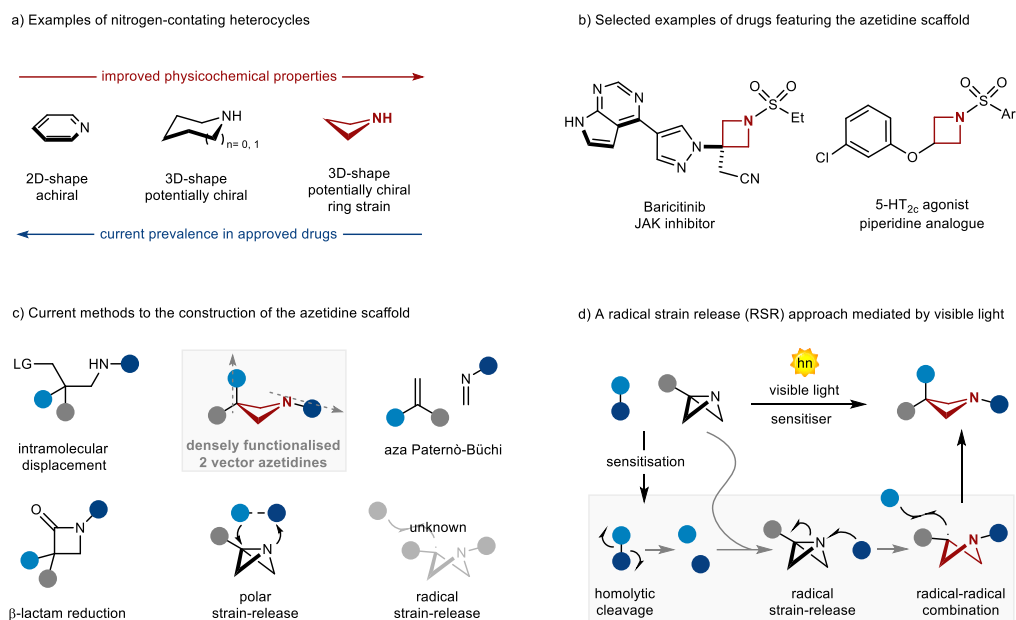 a) Examples of nitrogen-contating heterocycles
improved physicochemical properties
N
NH
n= 0, 1
NH
2D-shape
achiral
3D-shape
potentially chiral
3D-shape
potentially chiral
ring strain
current prevalence in approved drugs
b) Selected examples of drugs featuring the azetidine scaffold
N
N
HN
N
N
N
S
O
O
Et
CN
Baricitinib
JAK inhibitor
Cl
O
N
S
O
O
Ar
5-HT2c agonist
piperidine analogue
c) Current methods to the construction of the azetidine scaffold
LG
HN
intramolecular
displacement
N
densely functionalised
2 vector azetidines
N
aza Paternò-Büchi
O
N
β-lactam reduction
N
polar
strain-release
unknown
N
radical
strain-release
d) A radical strain release (RSR) approach mediated by visible light
N
hn
visible light
sensitiser
N
sensitisation
homolytic
cleavage
N
radical
strain-release
N
radical-radical
combination